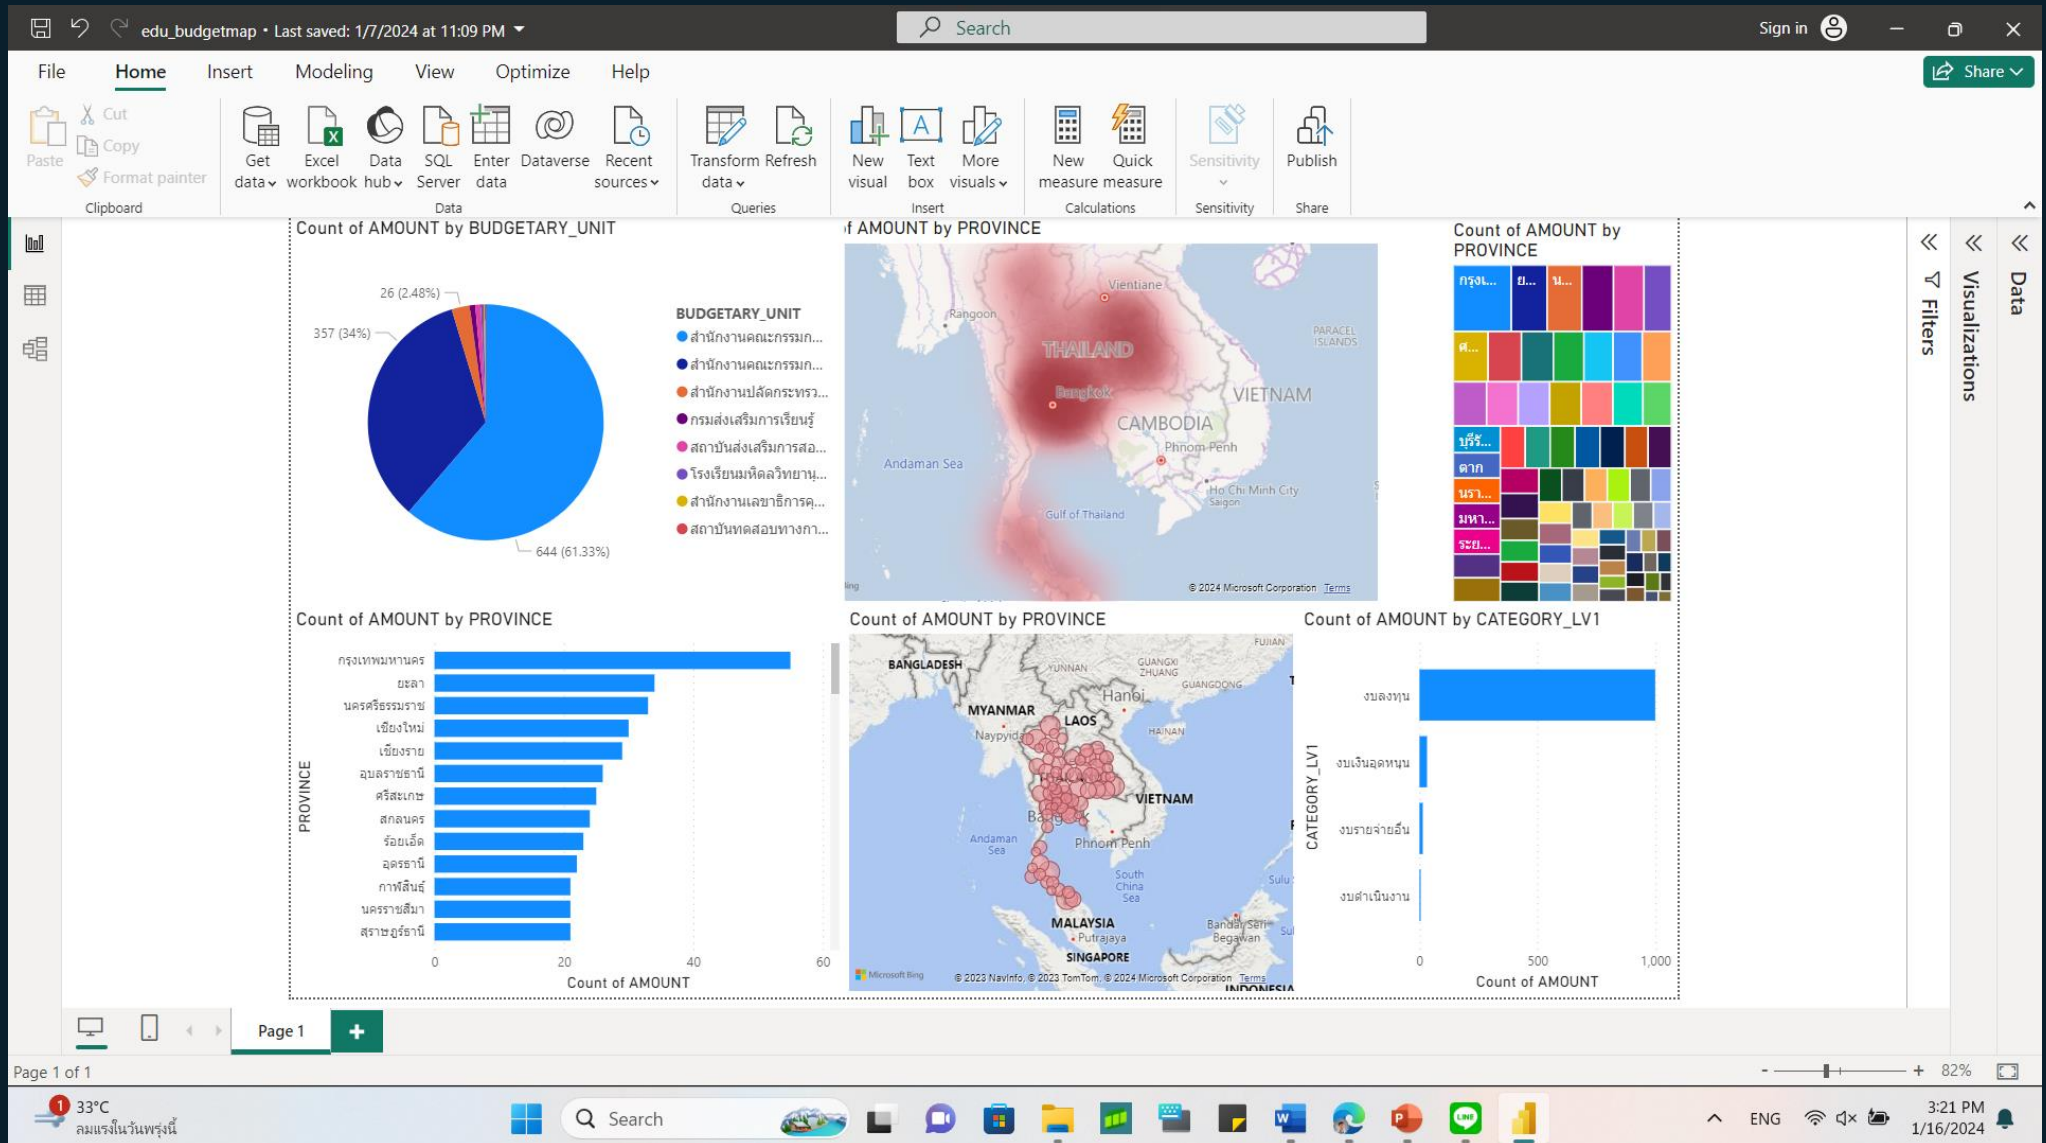 edu_budgetmap • Last saved: 1/7/2024 at 11:09 PM
Search
Sign in
File Home Insert Modeling View Optimize Help
Share
Paste
Cut
Copy
Format painter
Clipboard
Get data
Excel workbook
Data hub
SQL Server
Enter data
Dataverse
Recent sources
Data
Transform data
Refresh
Queries
New visual
Text box
More visuals
Insert
New measure
Quick measure
Calculations
Sensitivity
Sensitivity
Publish
Share
Count of AMOUNT by BUDGETARY_UNIT
26 (2.48%)
357 (34%)
644 (61.33%)
BUDGETARY_UNIT
สำนักงานคณะกรรมก...
สำนักงานคณะกรรมก...
สำนักงานปลัดกระทรว...
กรมส่งเสริมการเรียนรู้
สถาบันส่งเสริมการสอ...
โรงเรียนมหิดลวิทยานุ...
สำนักงานเลขาธิการคุ...
สถาบันทดสอบทางกา...
of AMOUNT by PROVINCE
Vientiane
Rangoon
PARACEL ISLANDS
THAILAND
Bangkok
VIETNAM
CAMBODIA
Phnom Penh
Andaman Sea
Ho Chi Minh City
Saigon
Gulf of Thailand
© 2024 Microsoft Corporation Terms
Count of AMOUNT by PROVINCE
กรุงเ...
ย...
น...
ศ...
บุรีรั...
ตาก
นรา...
มหา...
ระย...
Filters
Visualizations
Data
Count of AMOUNT by PROVINCE
PROVINCE
กรุงเทพมหานคร
ยะลา
นครศรีธรรมราช
เชียงใหม่
เชียงราย
อุบลราชธานี
ศรีสะเกษ
สกลนคร
ร้อยเอ็ด
อุดรธานี
กาฬสินธุ์
นครราชสีมา
สุราษฎร์ธานี
0 20 40 60
Count of AMOUNT
Count of AMOUNT by PROVINCE
FUJIAN
BANGLADESH
YUNNAN
GUANGXI ZHUANG
GUANGDONG
Hanoi
MYANMAR
LAOS
Naypyid
HAINAN
VIETNAM
Phnom Penh
Andaman Sea
South China Sea
Sulu
MALAYSIA
Putrajaya
Bandar Seri Begawan
SINGAPORE
Microsoft Bing
© 2023 NavInfo, © 2023 TomTom, © 2024 Microsoft Corporation Terms
INDONESIA
Count of AMOUNT by CATEGORY_LV1
CATEGORY_LV1
งบลงทุน
งบเงินอุดหนุน
งบรายจ่ายอื่น
งบดำเนินงาน
0 500 1,000
Count of AMOUNT
Page 1
Page 1 of 1
82%
1
33°C
ลมแรงในวันพรุ่งนี้
Search
LINE
ENG
3:21 PM
1/16/2024